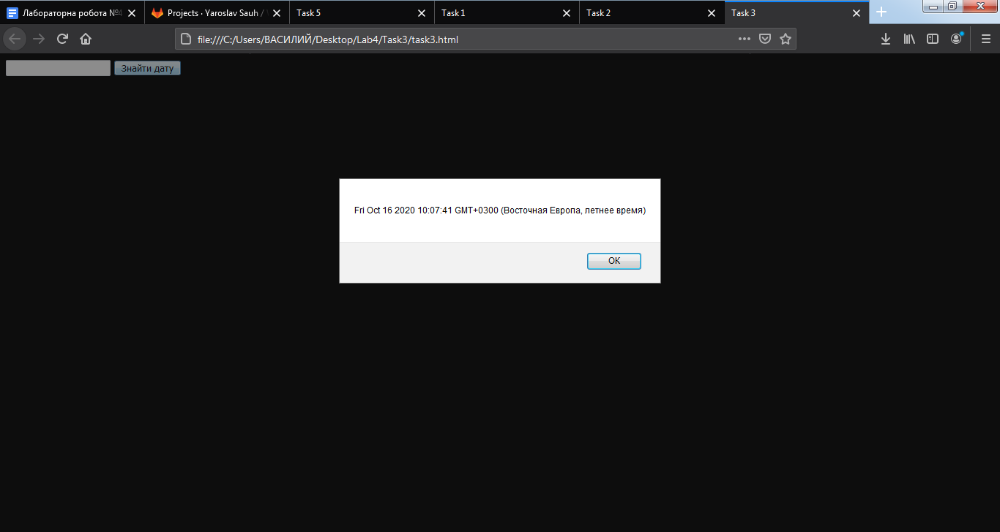 Лабораторна робота №4
Projects · Yaroslav Sauh /
Task 5
Task 1
Task 2
Task 3
file:///C:/Users/ВАСИЛИЙ/Desktop/Lab4/Task3/task3.html
Знайти дату
Fri Oct 16 2020 10:07:41 GMT+0300 (Восточная Европа, летнее время)
ОК